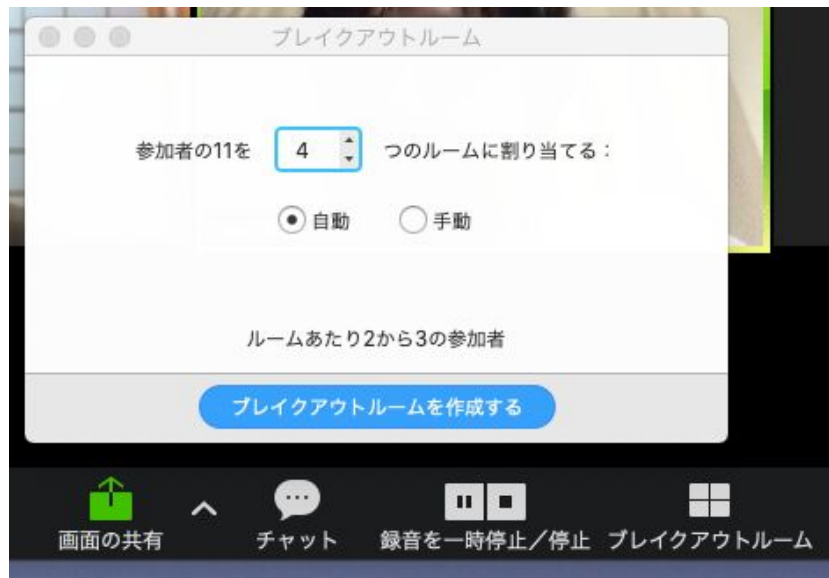 ブレイクアウトルーム
参加者の11を 4 つのルームに割り当てる：
自動 手動
ルームあたり2から3の参加者
ブレイクアウトルームを作成する
画面の共有 チャット 録音を一時停止／停止 ブレイクアウトルーム